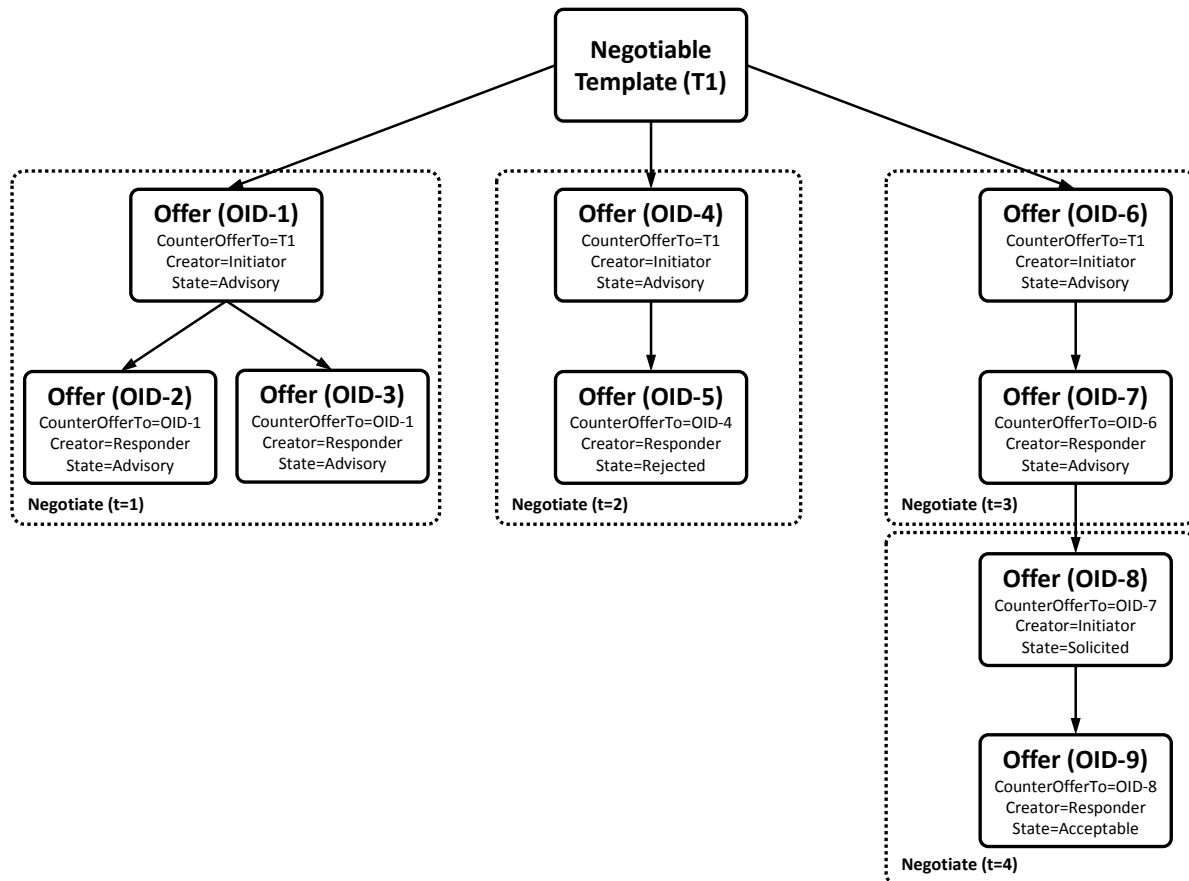 Negotiable
Template (T1)
Offer (OID-1)
CounterOfferTo=T1
Creator=Initiator
State=Advisory
Offer (OID-2)
CounterOfferTo=OID-1
Creator=Responder
State=Advisory
Offer (OID-3)
CounterOfferTo=OID-1
Creator=Responder
State=Advisory
Negotiate (t=1)
Offer (OID-4)
CounterOfferTo=T1
Creator=Initiator
State=Advisory
Offer (OID-5)
CounterOfferTo=OID-4
Creator=Responder
State=Rejected
Negotiate (t=2)
Offer (OID-6)
CounterOfferTo=T1
Creator=Initiator
State=Advisory
Offer (OID-7)
CounterOfferTo=OID-6
Creator=Responder
State=Advisory
Negotiate (t=3)
Offer (OID-8)
CounterOfferTo=OID-7
Creator=Initiator
State=Solicited
Offer (OID-9)
CounterOfferTo=OID-8
Creator=Responder
State=Acceptable
Negotiate (t=4)